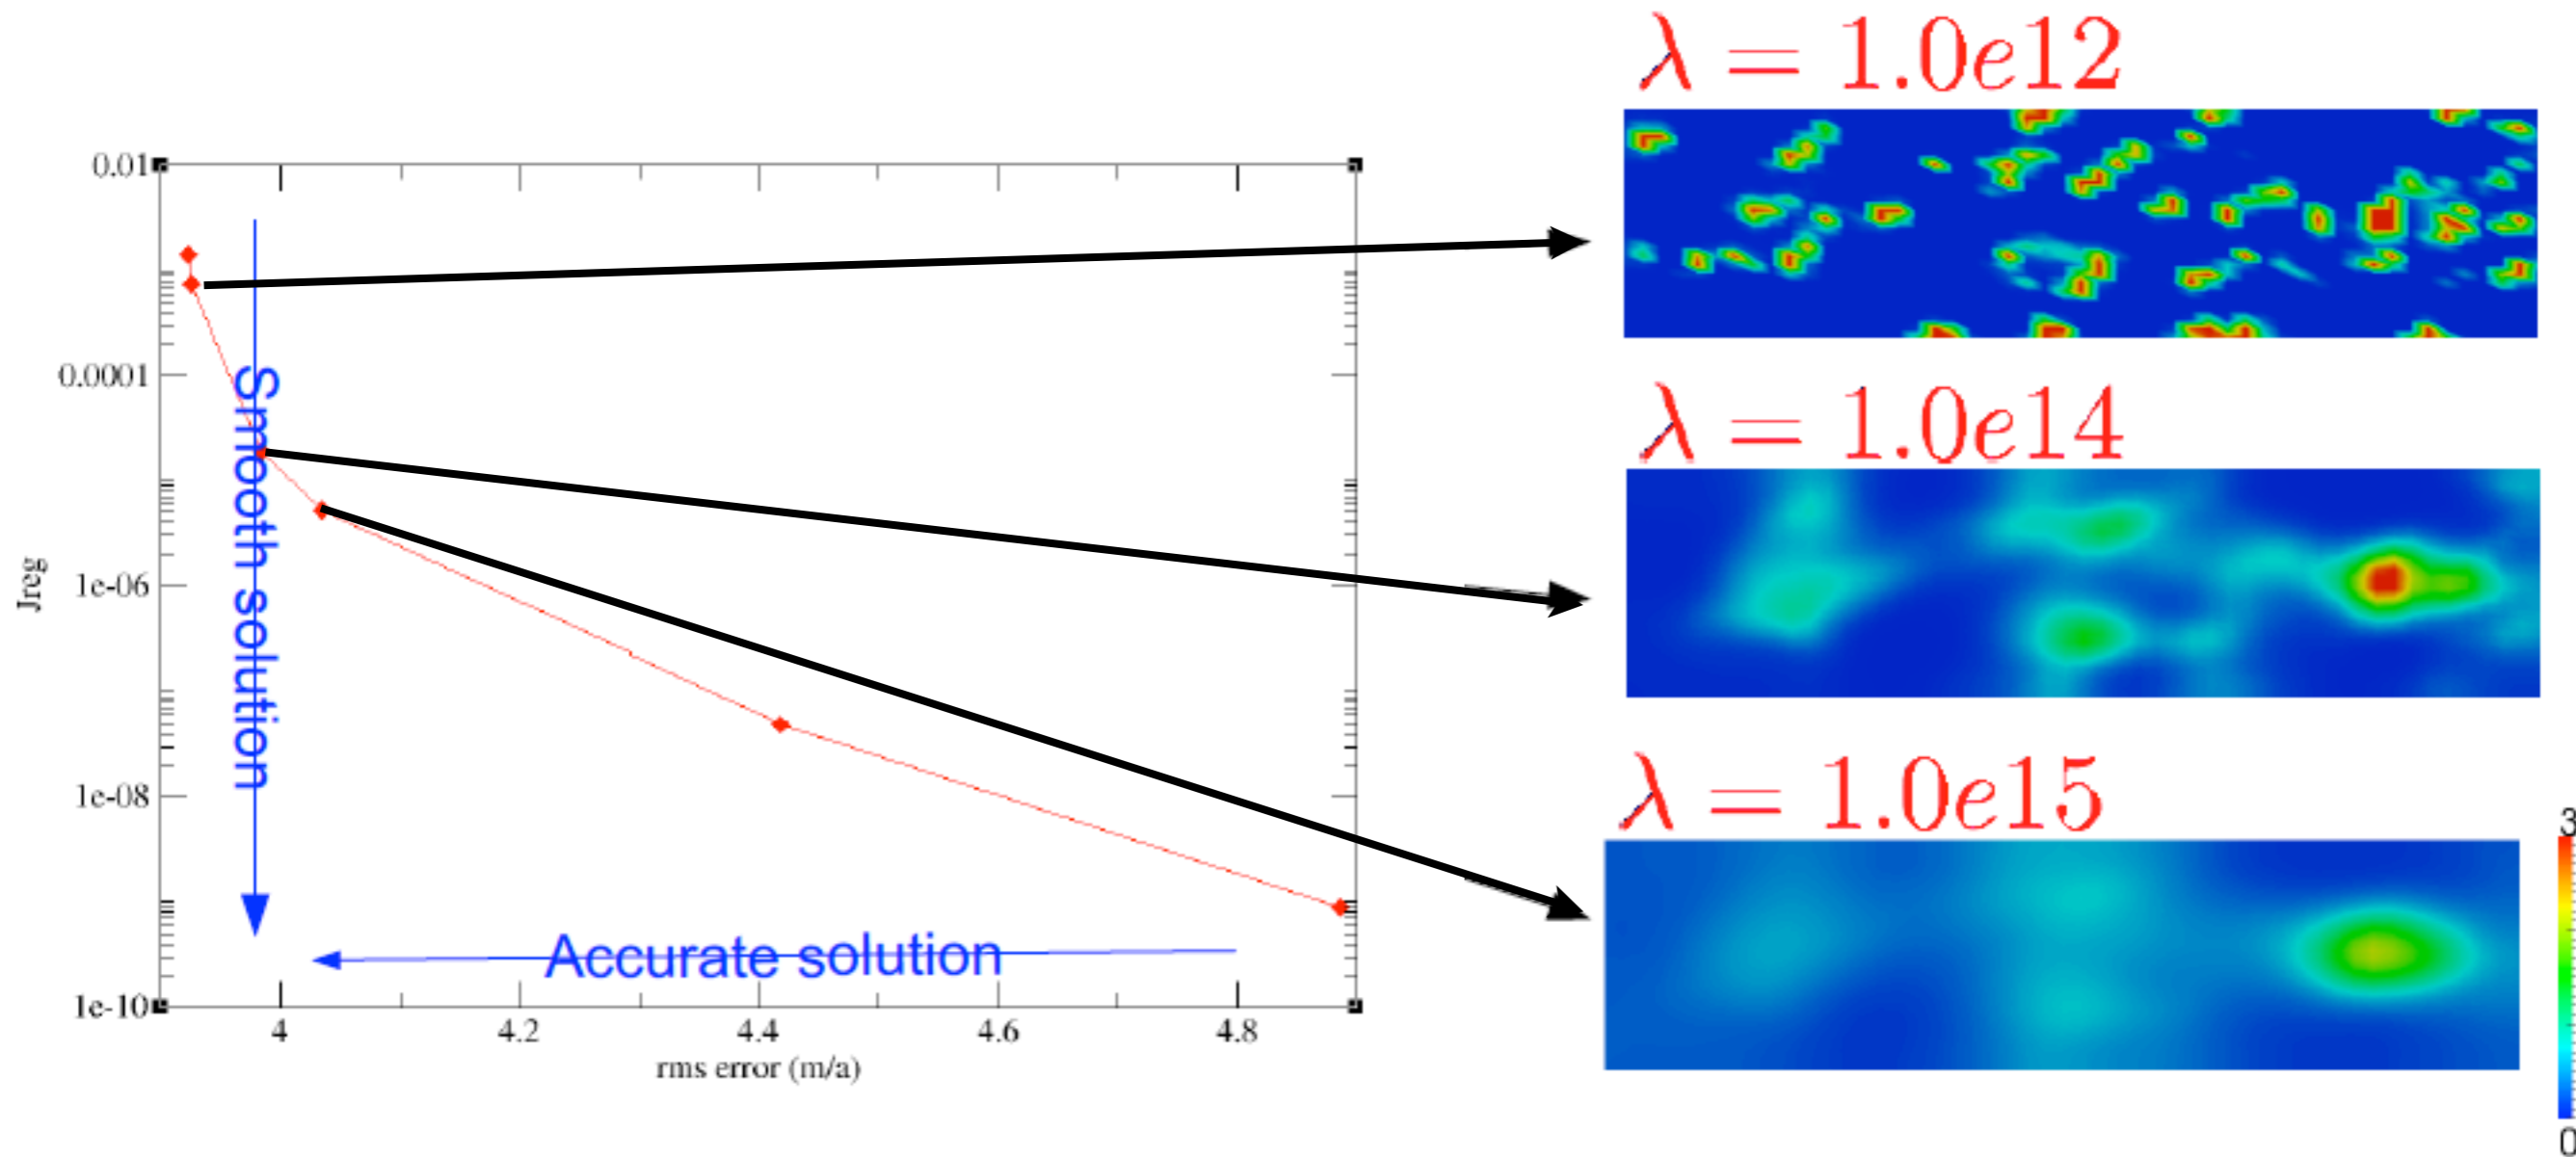 λ = 1.0e12
0.01
0.0001
1e-06
1e-08
1e-10
Jreg
4 4.2 4.4 4.6 4.8
rms error (m/a)
Smooth solution
Accurate solution
λ = 1.0e14
λ = 1.0e15
3
0